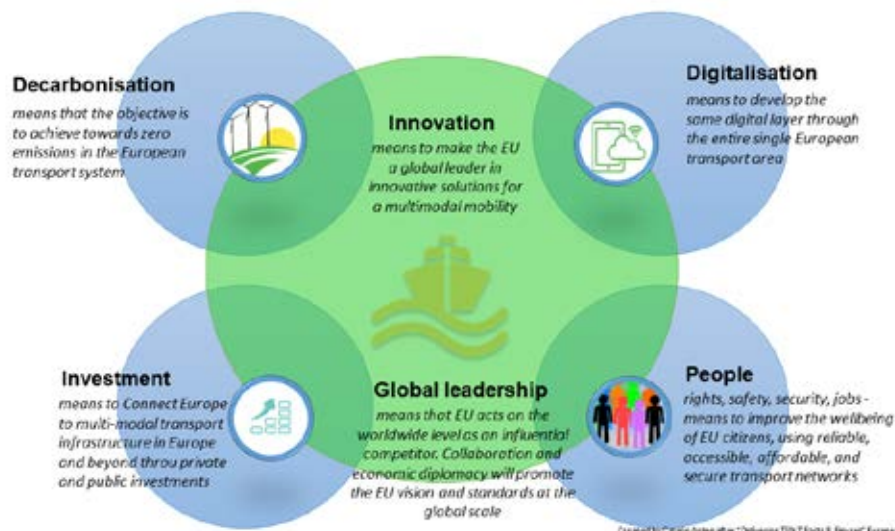 Decarbonisation
means that the objective is
to achieve towards zero
emissions in the European
transport system
Innovation
means to make the EU
a global leader in
innovative solutions for
a multimodal mobility
Digitalisation
means to develop the
same digital layer through
the entire single European
transport area
Investment
means to Connect Europe
to multi-modal transport
infrastructure in Europe
and beyond throu private
and public investments
Global leadership
means that EU acts on the
worldwide level as an influential
competitor. Collaboration and
economic diplomacy will promote
the EU vision and standards at the
global scale
People
rights, safety, security, jobs -
means to improve the wellbeing
of EU citizens, using reliable,
accessible, affordable, and
secure transport networks